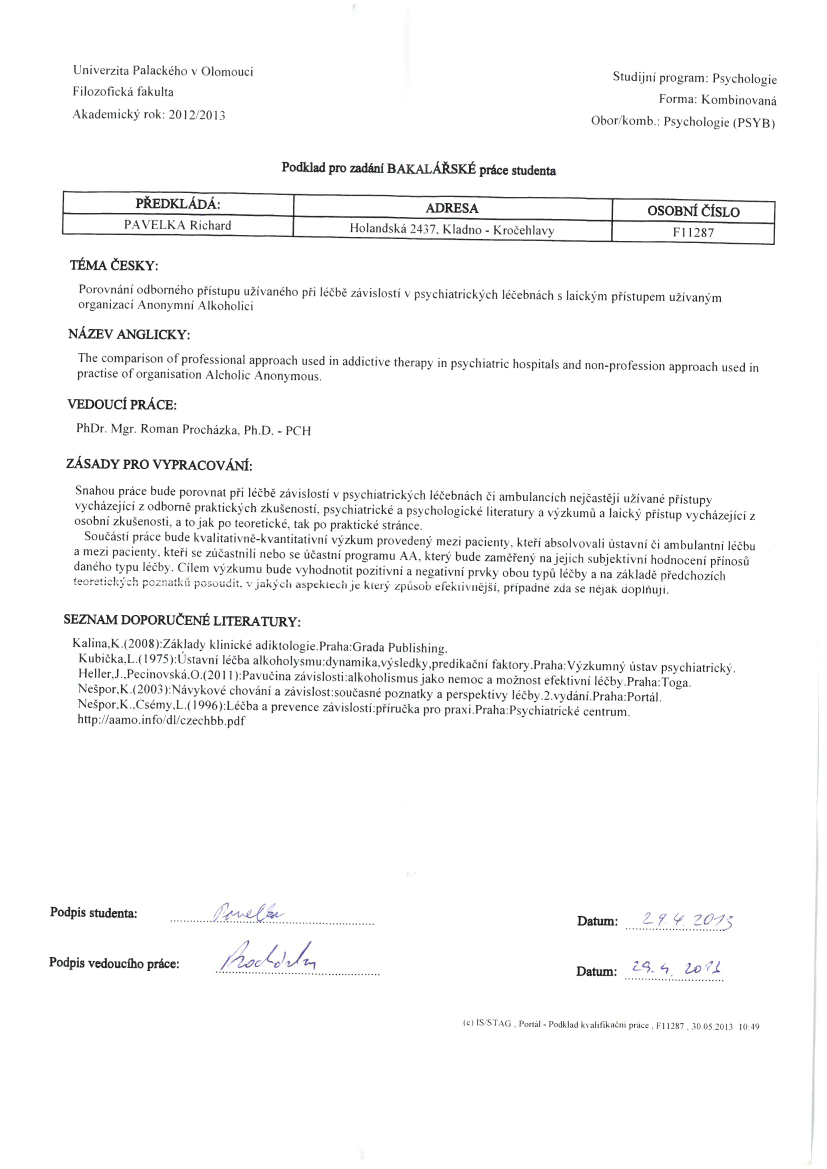 Univerzita Palackého v Olomouci
Filozofická fakulta
Akademický rok: 2012/2013
Studijní program: Psychologie
Forma: Kombinovaná
Obor/komb.: Psychologie (PSYB)
Podklad pro zadání BAKALÁŘSKÉ práce studenta
PŘEDKLÁDÁ: ADRESA OSOBNÍ ČÍSLO
PAVELKA Richard Holandská 2437, Kladno - Kročehlavy F11287
TÉMA ČESKY:
Porovnání odborného přístupu užívaného při léčbě závislostí v psychiatrických léčebnách s laickým přístupem užívaným
organizací Anonymní Alkoholici
NÁZEV ANGLICKY:
The comparison of professional approach used in addictive therapy in psychiatric hospitals and non-profession approach used in
practise of organisation Alcholic Anonymous.
VEDOUCÍ PRÁCE:
PhDr. Mgr. Roman Procházka, Ph.D. - PCH
ZÁSADY PRO VYPRACOVÁNÍ:
Snahou práce bude porovnat při léčbě závislostí v psychiatrických léčebnách či ambulancích nejčastěji užívané přístupy
vycházející z odborně praktických zkušeností, psychiatrické a psychologické literatury a výzkumů a laický přístup vycházející z
osobní zkušenosti, a to jak po teoretické, tak po praktické stránce.
Součástí práce bude kvalitativně-kvantitativní výzkum provedený mezi pacienty, kteří absolvovali ústavní či ambulantní léčbu
a mezi pacienty, kteří se zúčastnili nebo se účastní programu AA, který bude zaměřený na jejich subjektivní hodnocení přínosů
daného typu léčby. Cílem výzkumu bude vyhodnotit pozitivní a negativní prvky obou typů léčby a na základě předchozích
teoretických poznatků posoudit, v jakých aspektech je který způsob efektivnější, případně zda se nějak doplňují.
SEZNAM DOPORUČENÉ LITERATURY:
Kalina,K.(2008):Základy klinické adiktologie.Praha:Grada Publishing.
Kubička,L.(1975):Ústavní léčba alkoholysmu:dynamika,výsledky,predikační faktory.Praha:Výzkumný ústav psychiatrický.
Heller,J.,Pecinovská,O.(2011):Pavučina závislosti:alkoholismus jako nemoc a možnost efektivní léčby.Praha:Toga.
Nešpor,K.(2003):Návykové chování a závislost:současné poznatky a perspektivy léčby.2.vydání.Praha:Portál.
Nešpor,K.,Csémy,L.(1996):Léčba a prevence závislostí:příručka pro praxi.Praha:Psychiatrické centrum.
http://aamo.info/dl/czechbb.pdf
Podpis studenta: Pavelka Datum: 29 4. 2013
Podpis vedoucího práce: Procházka Datum: 29. 4. 2013
(c) IS/STAG , Portál - Podklad kvalifikační práce , F11287 , 30.05.2013 10:49